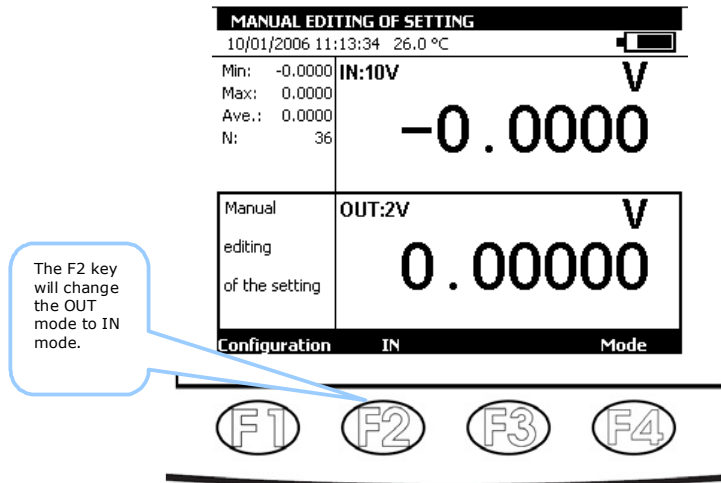 MANUAL EDITING OF SETTING
10/01/2006 11:13:34 26.0 °C
Min: -0.0000
Max: 0.0000
Ave.: 0.0000
N: 36
IN:10V
V
-0.0000
Manual
editing
of the setting
OUT:2V
V
0.00000
Configuration IN Mode
The F2 key
will change
the OUT
mode to IN
mode.
F1 F2 F3 F4